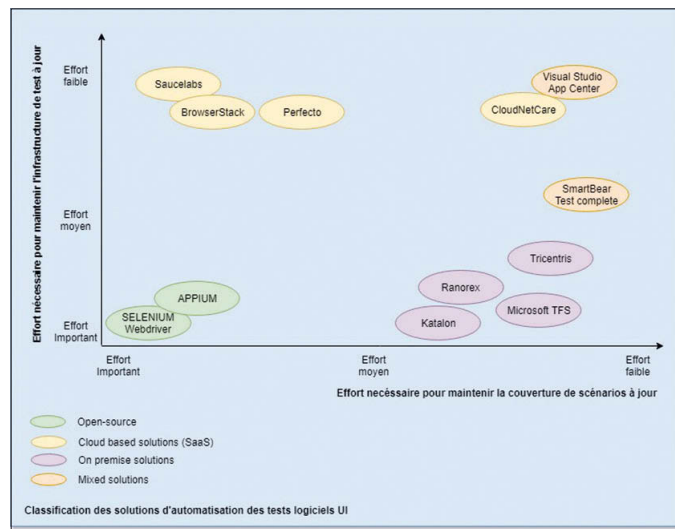 Effort nécessaire pour maintenir l'infrastructure de test à jour
Effort
faible
Effort
moyen
Effort
Important
Saucelabs
BrowserStack
Perfecto
Visual Studio
App Center
CloudNetCare
SmartBear
Test complete
Tricentris
Ranorex
Microsoft TFS
Katalon
APPIUM
SELENIUM
Webdriver
Effort
Important
Effort
moyen
Effort
faible
Effort necèssaire pour maintenir la couverture de scénarios à jour
Open-source
Cloud based solutions (SaaS)
On premise solutions
Mixed solutions
Classification des solutions d'automatisation des tests logiciels UI